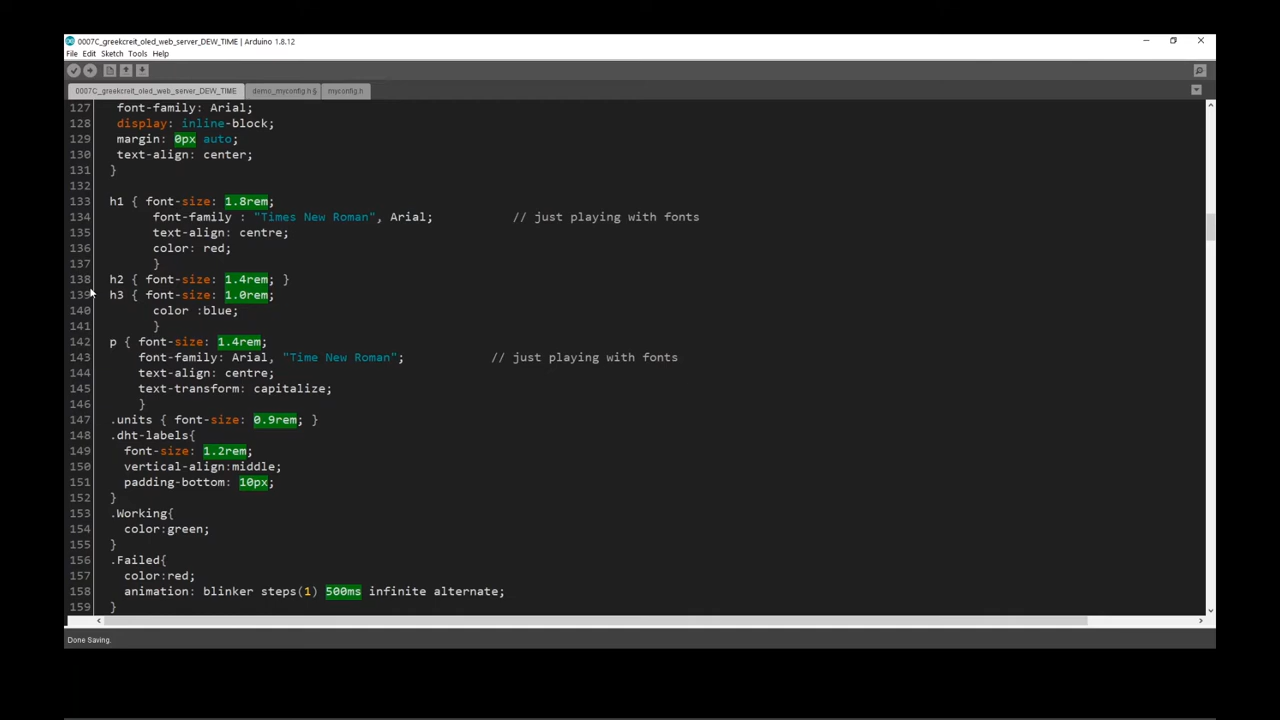 0007C_greekcreit_oled_web_server_DEW_TIME | Arduino 1.8.12
File Edit Sketch Tools Help
0007C_greekcreit_oled_web_server_DEW_TIME demo_myconfig.h § myconfig.h
127 font-family: Arial;
128 display: inline-block;
129 margin: 0px auto;
130 text-align: center;
131 }
132
133 h1 { font-size: 1.8rem;
134 font-family : "Times New Roman", Arial; // just playing with fonts
135 text-align: centre;
136 color: red;
137 }
138 h2 { font-size: 1.4rem; }
139 h3 { font-size: 1.0rem;
140 color :blue;
141 }
142 p { font-size: 1.4rem;
143 font-family: Arial, "Time New Roman"; // just playing with fonts
144 text-align: centre;
145 text-transform: capitalize;
146 }
147 .units { font-size: 0.9rem; }
148 .dht-labels{
149 font-size: 1.2rem;
150 vertical-align:middle;
151 padding-bottom: 10px;
152 }
153 .Working{
154 color:green;
155 }
156 .Failed{
157 color:red;
158 animation: blinker steps(1) 500ms infinite alternate;
159 }
Done Saving.